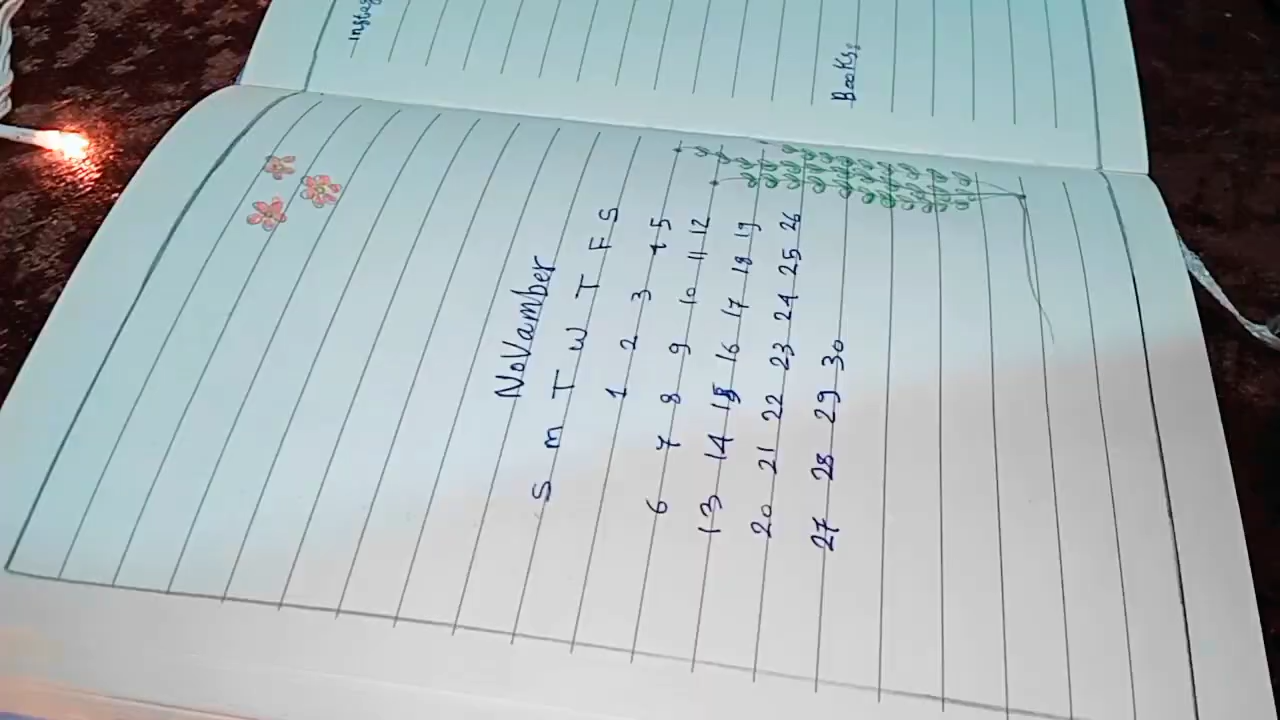 NoVamber
S m T W T F S
1 2 3 4 5
6 7 8 9 10 11 12
13 14 15 16 17 18 19
20 21 22 23 24 25 26
27 28 29 30
Books